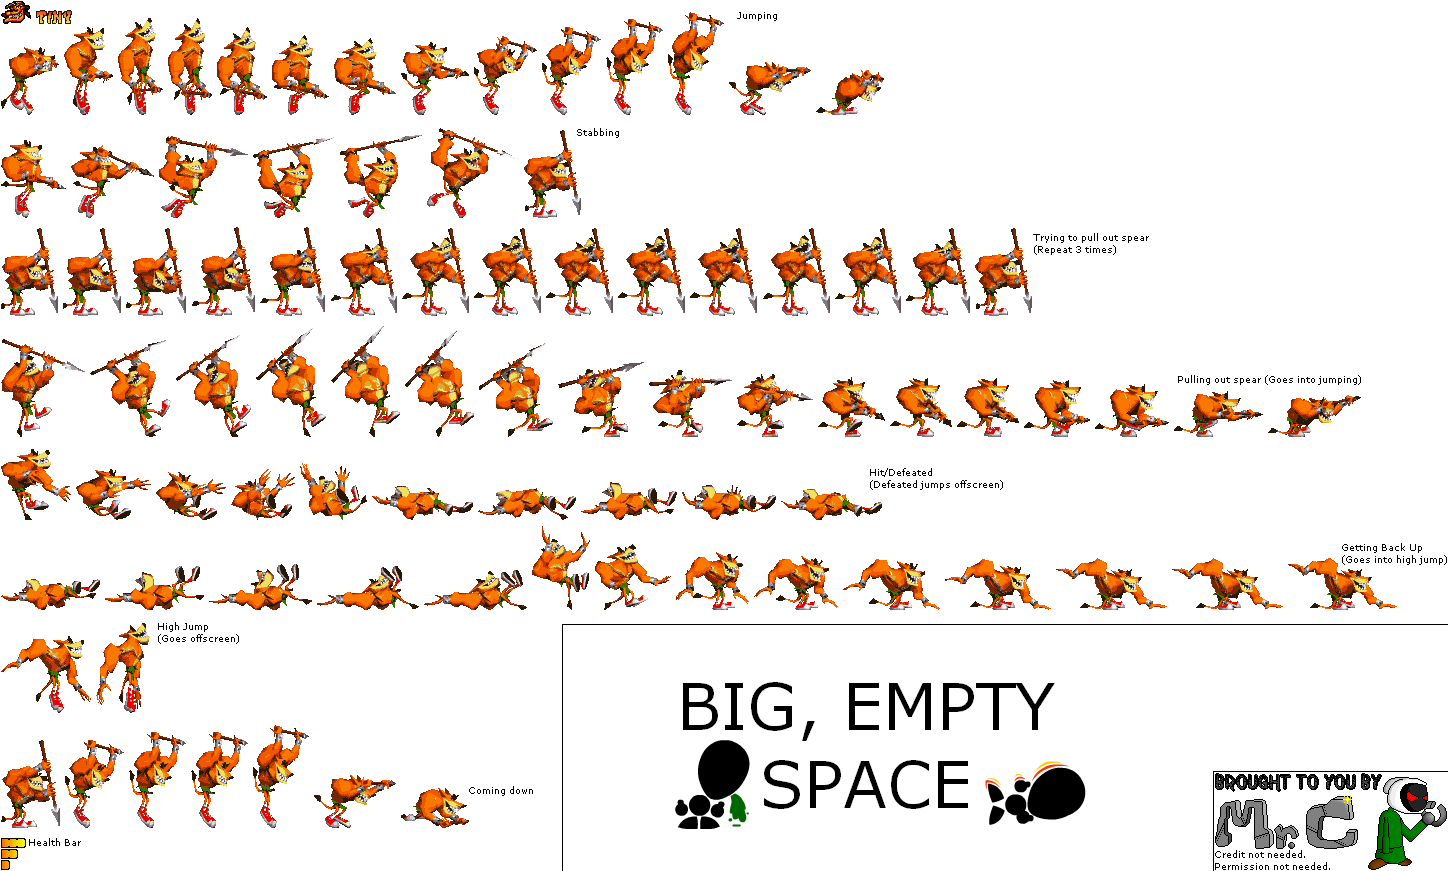 TINY
Jumping
Stabbing
Trying to pull out spear
(Repeat 3 times)
Pulling out spear (Goes into jumping)
Hit/Defeated
(Defeated jumps offscreen)
Getting Back Up
(Goes into high jump)
High Jump
(Goes offscreen)
BIG, EMPTY
SPACE
Coming down
Health Bar
BROUGHT TO YOU BY
Mr. C
Credit not needed.
Permission not needed.